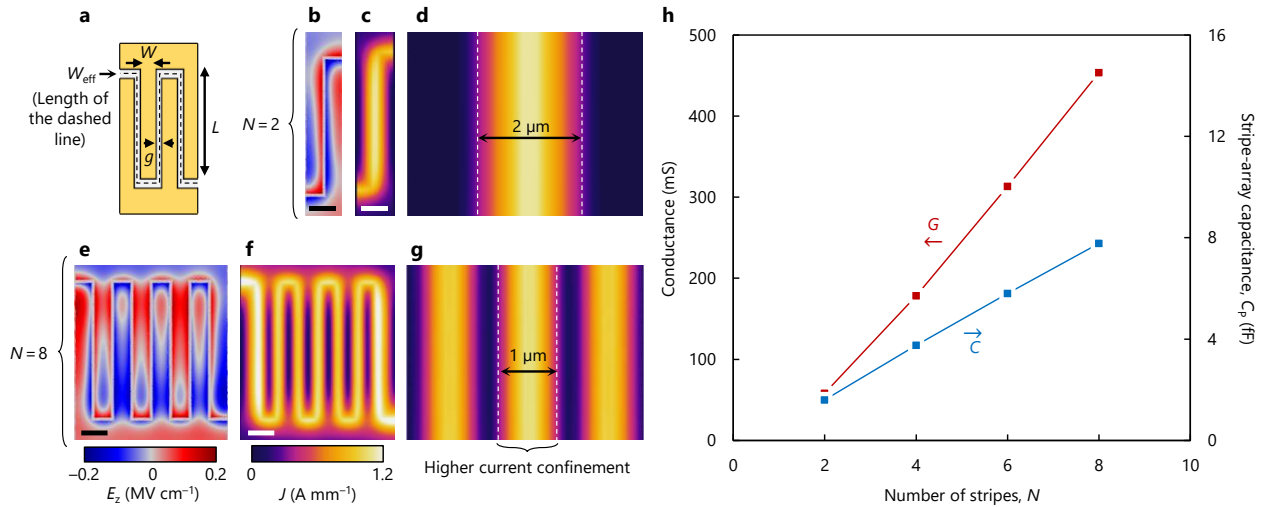 a
W
W_eff
(Length of
the dashed
line)
L
g
b
c
d
N = 2
2 µm
e
f
g
N = 8
1 µm
−0.2
0
0.2
E_z (MV cm⁻¹)
0
1.2
J (A mm⁻¹)
Higher current confinement
h
500
400
300
200
100
0
Conductance (mS)
16
12
8
4
0
Stripe-array capacitance, C_P (fF)
G
C
0
2
4
6
8
10
Number of stripes, N